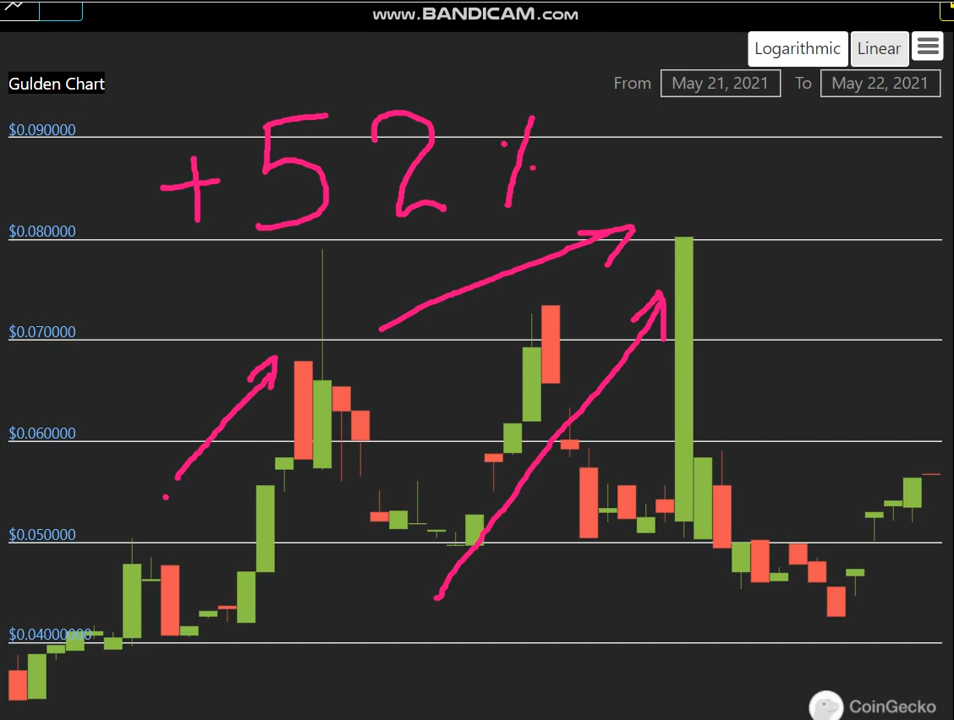 www.BANDICAM.com
Logarithmic Linear
Gulden Chart
From May 21, 2021 To May 22, 2021
$0.090000
+52%
$0.080000
$0.070000
$0.060000
$0.050000
$0.04000000
CoinGecko